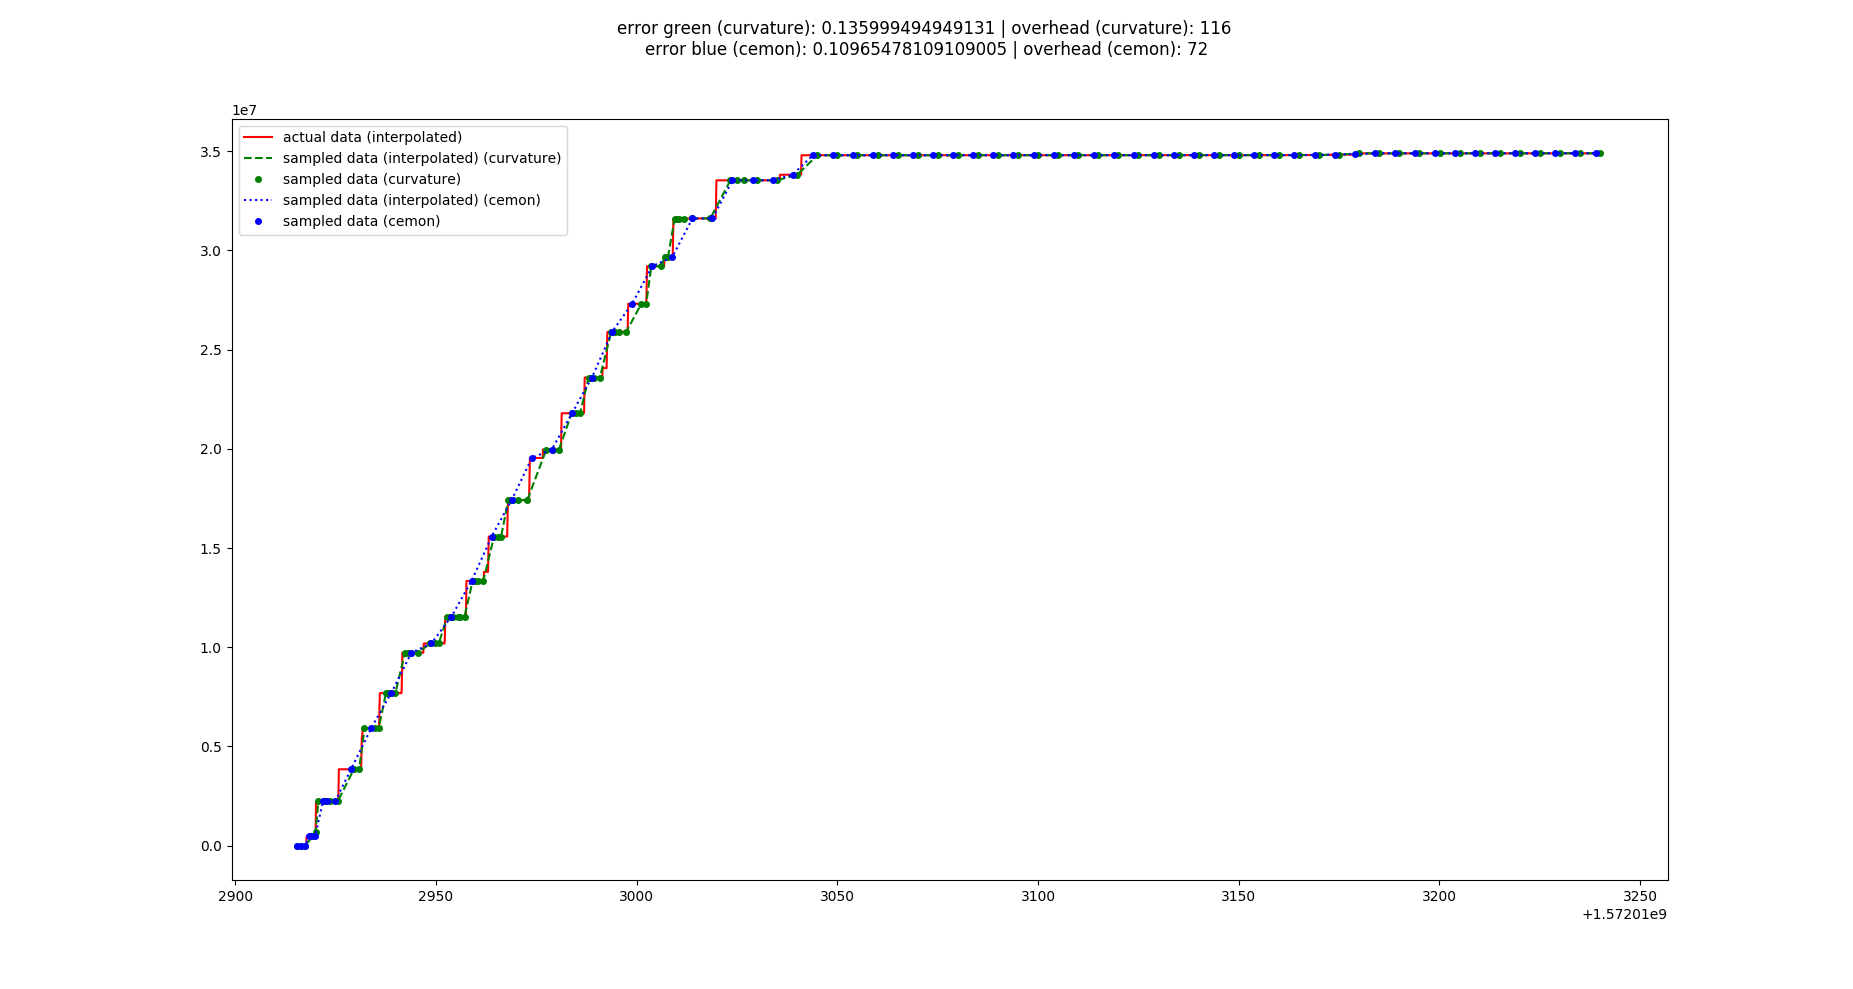 error green (curvature): 0.135999494949131 | overhead (curvature): 116
error blue (cemon): 0.10965478109109005 | overhead (cemon): 72
1e7
actual data (interpolated)
sampled data (interpolated) (curvature)
sampled data (curvature)
sampled data (interpolated) (cemon)
sampled data (cemon)
3.5
3.0
2.5
2.0
1.5
1.0
0.5
0.0
2900 2950 3000 3050 3100 3150 3200 3250
+1.57201e9